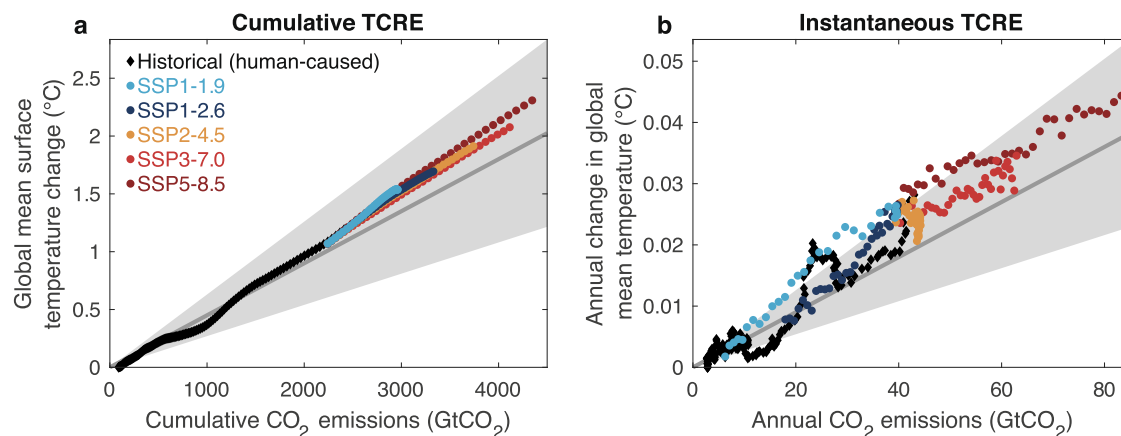 a
Cumulative TCRE
Global mean surface
temperature change (°C)
2.5
2
1.5
1
0.5
0
Historical (human-caused)
SSP1-1.9
SSP1-2.6
SSP2-4.5
SSP3-7.0
SSP5-8.5
0 1000 2000 3000 4000
Cumulative CO₂ emissions (GtCO₂)
b
Instantaneous TCRE
Annual change in global
mean temperature (°C)
0.05
0.04
0.03
0.02
0.01
0
0 20 40 60 80
Annual CO₂ emissions (GtCO₂)